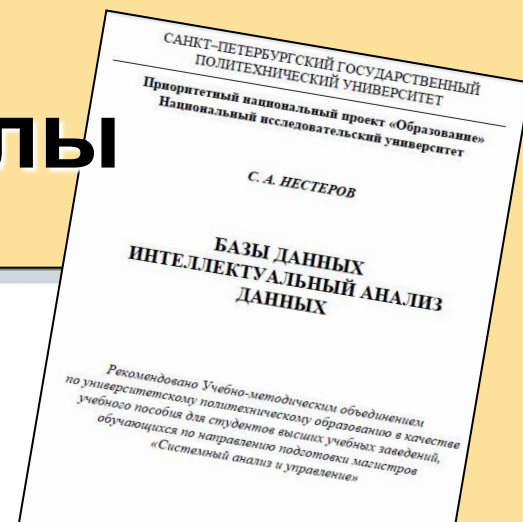 САНКТ–ПЕТЕРБУРГСКИЙ ГОСУДАРСТВЕННЫЙ
ПОЛИТЕХНИЧЕСКИЙ УНИВЕРСИТЕТ
Приоритетный национальный проект «Образование»
Национальный исследовательский университет
лы
С. А. НЕСТЕРОВ
БАЗЫ ДАННЫХ
ИНТЕЛЛЕКТУАЛЬНЫЙ АНАЛИЗ
ДАННЫХ
Рекомендовано Учебно-методическим объединением
по университетскому политехническому образованию в качестве
учебного пособия для студентов высших учебных заведений,
обучающихся по направлению подготовки магистров
«Системный анализ и управление»